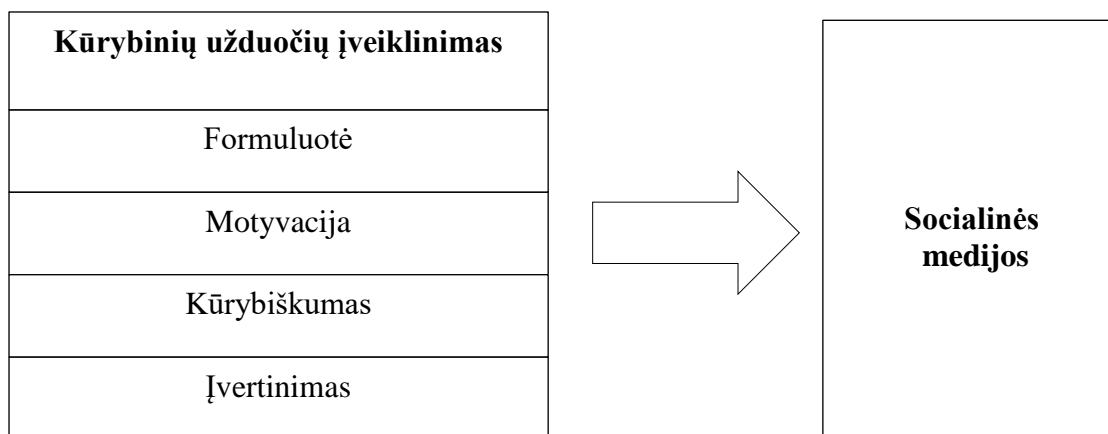 Kūrybinių užduočių įveiklinimas
Formuluotė
Motyvacija
Kūrybiškumas
Įvertinimas
Socialinės
medijos